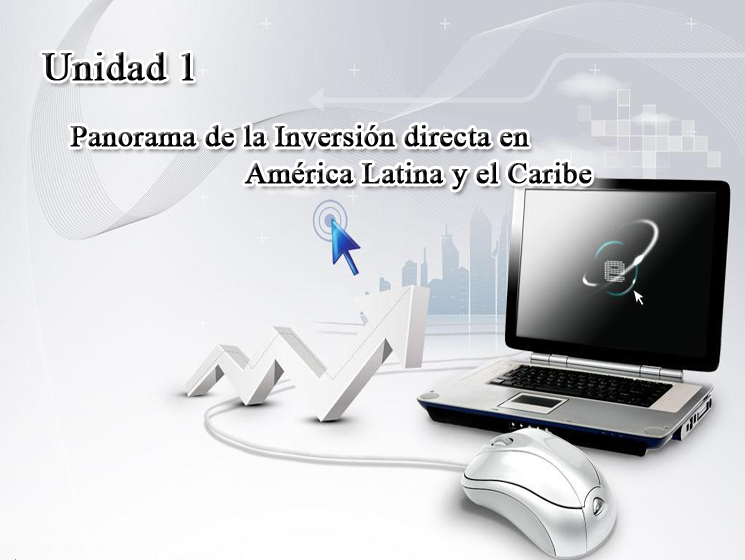 Unidad 1
Panorama de la Inversión directa en
América Latina y el Caribe
e